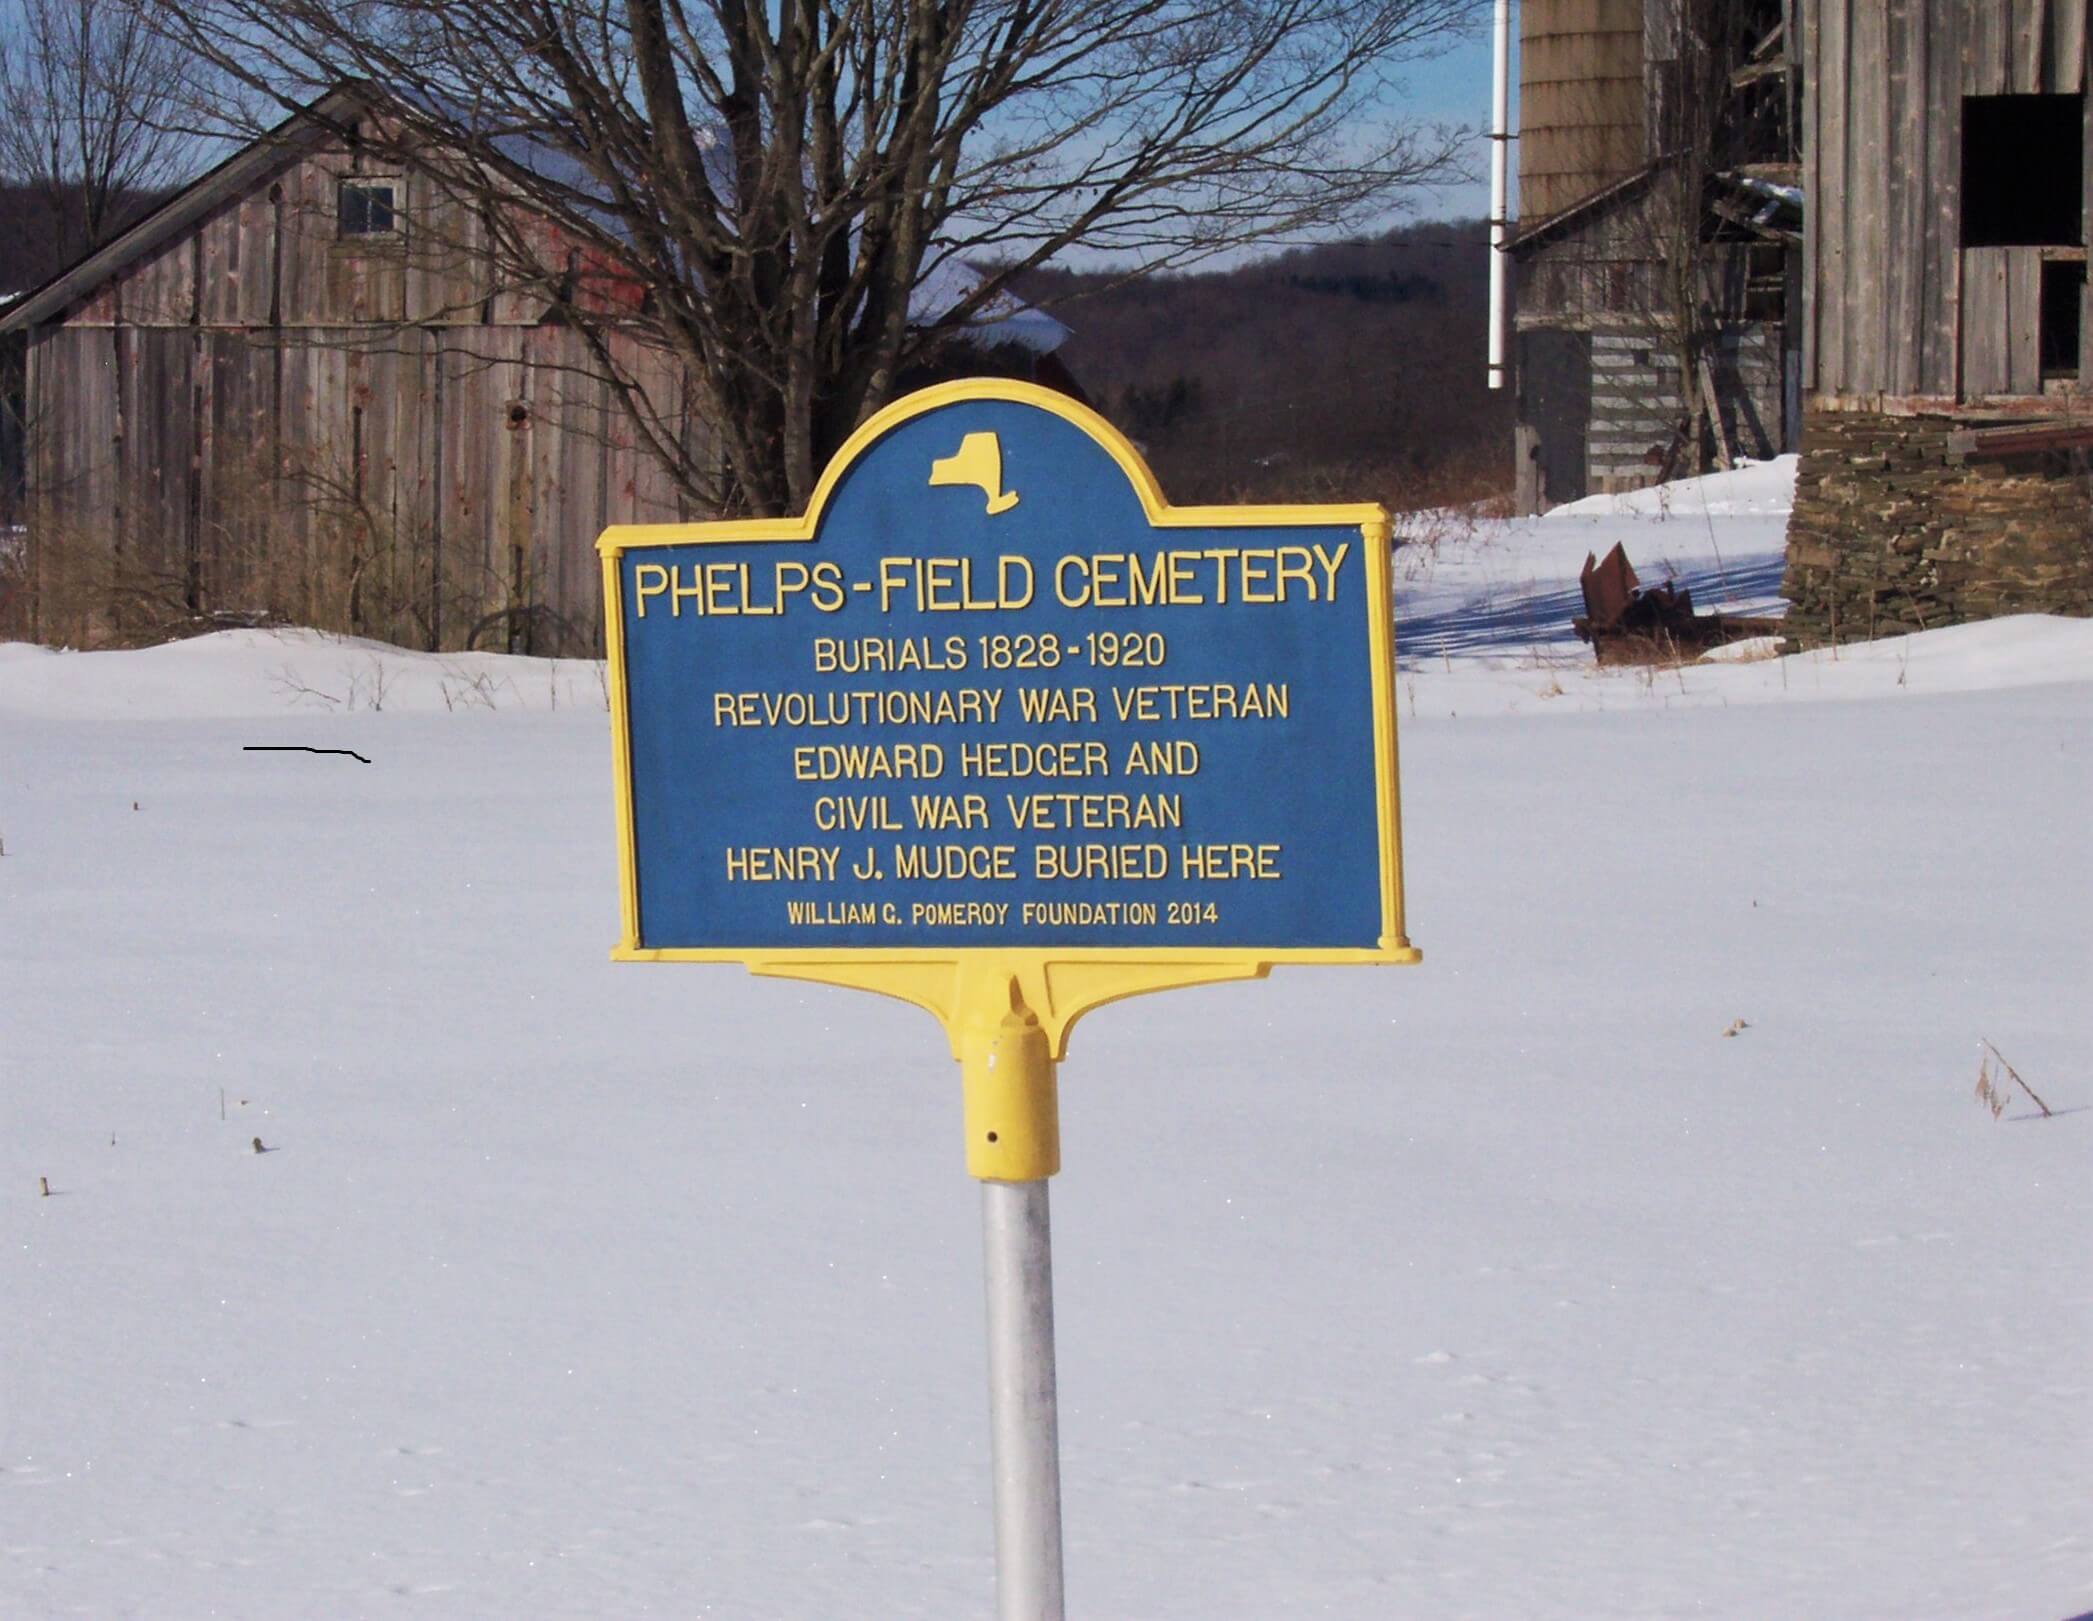 PHELPS-FIELD CEMETERY
BURIALS 1828-1920
REVOLUTIONARY WAR VETERAN
EDWARD HEDGER AND
CIVIL WAR VETERAN
HENRY J. MUDGE BURIED HERE
WILLIAM G. POMEROY FOUNDATION 2014